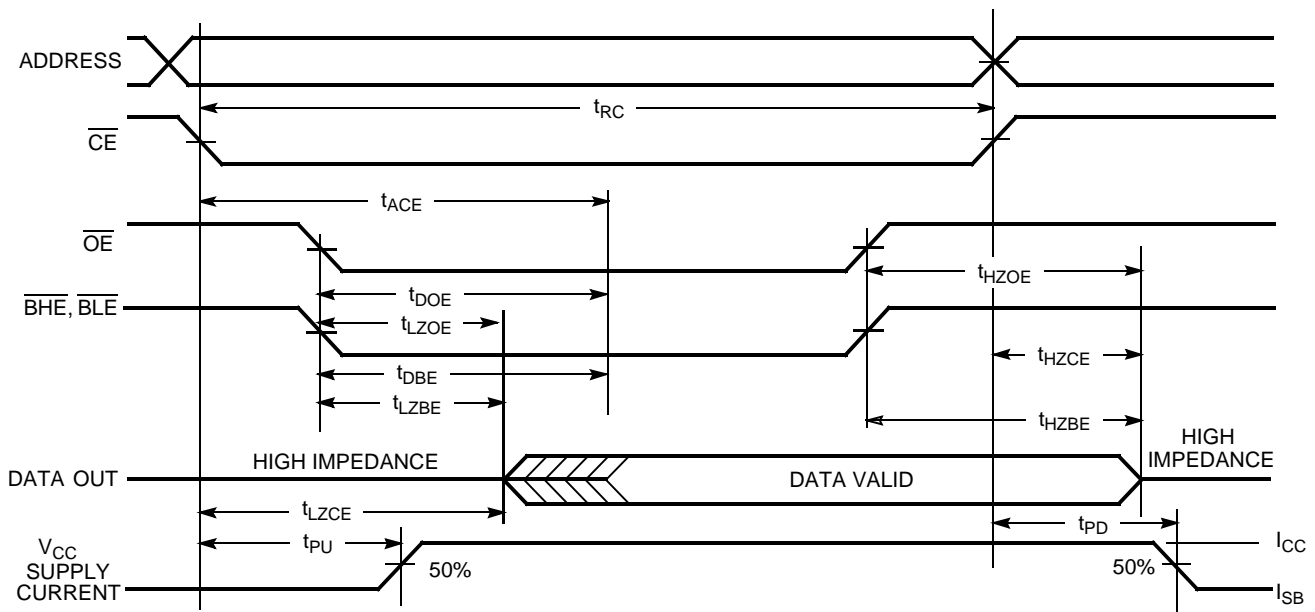 ADDRESS
tRC
CE
tACE
OE
tHZOE
tDOE
BHE, BLE
tLZOE
tHZCE
tDBE
tLZBE
tHZBE
HIGH
IMPEDANCE
HIGH IMPEDANCE
DATA OUT
DATA VALID
tLZCE
tPD
tPU
VCC
SUPPLY
CURRENT
50%
50%
ICC
ISB